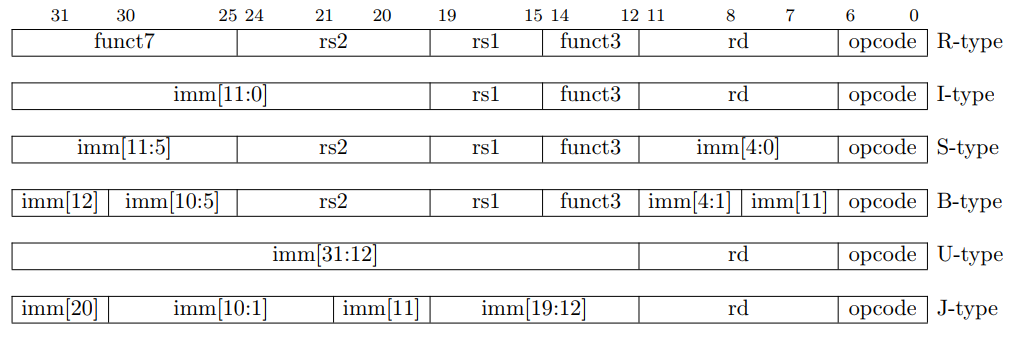 31 30 25 24 21 20 19 15 14 12 11 8 7 6 0
funct7 rs2 rs1 funct3 rd opcode R-type
imm[11:0] rs1 funct3 rd opcode I-type
imm[11:5] rs2 rs1 funct3 imm[4:0] opcode S-type
imm[12] imm[10:5] rs2 rs1 funct3 imm[4:1] imm[11] opcode B-type
imm[31:12] rd opcode U-type
imm[20] imm[10:1] imm[11] imm[19:12] rd opcode J-type